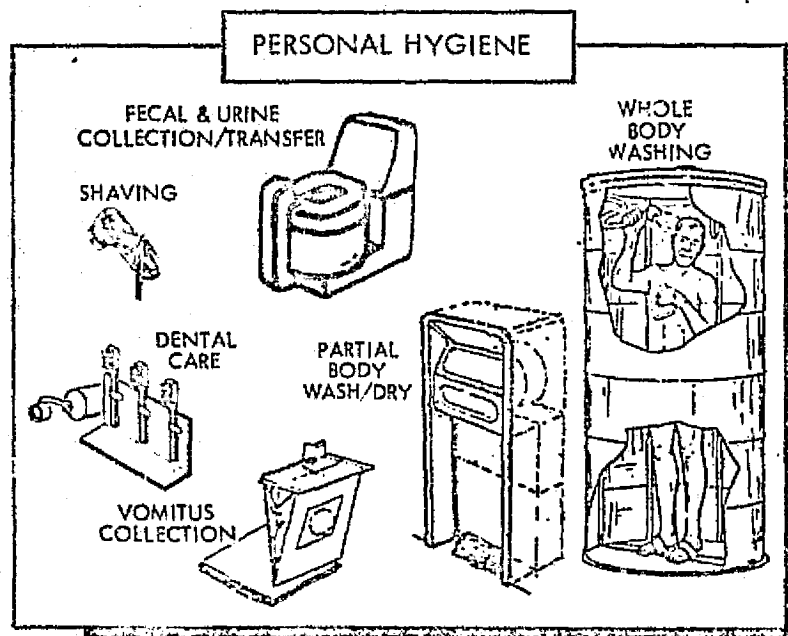 PERSONAL HYGIENE
FECAL & URINE
COLLECTION/TRANSFER
WHOLE
BODY
WASHING
SHAVING
DENTAL
CARE
PARTIAL
BODY
WASH/DRY
VOMITUS
COLLECTION